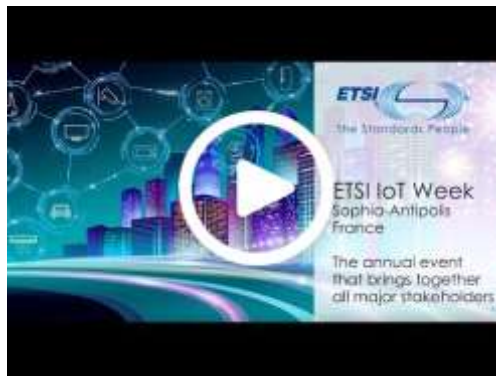 ETSI
The Standards People
ETSI IoT Week
Sophia-Antipolis
France
The annual event
that brings together
all major stakeholders